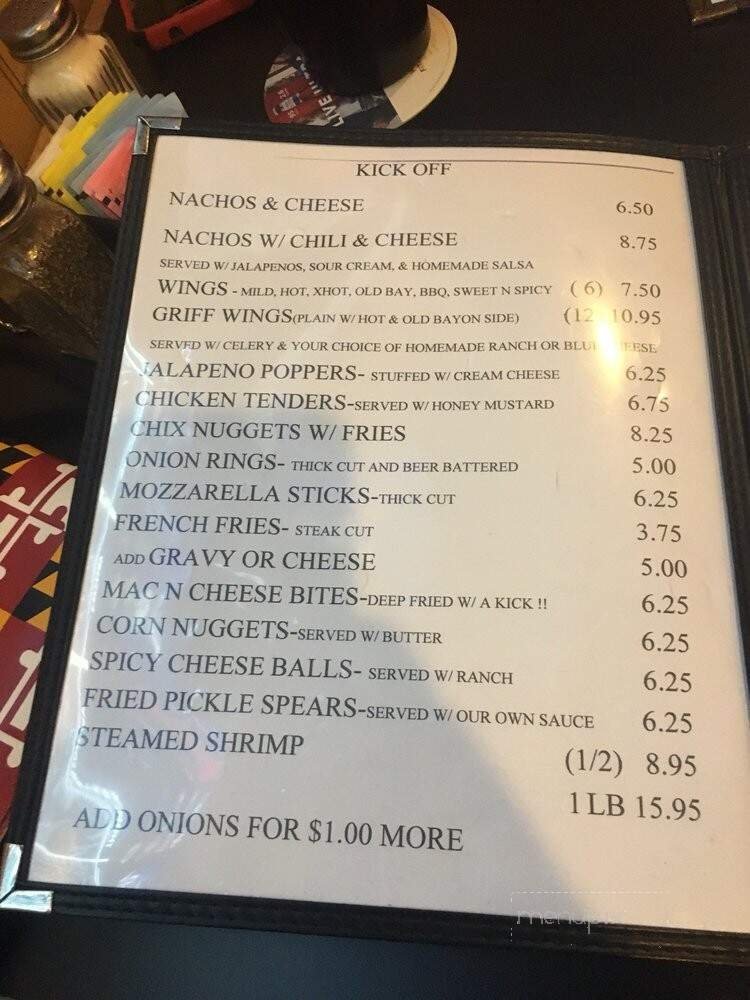 LIVE IN
KICK OFF
NACHOS & CHEESE 6.50
NACHOS W/ CHILI & CHEESE 8.75
SERVED W/ JALAPENOS, SOUR CREAM, & HOMEMADE SALSA
WINGS - MILD, HOT, XHOT, OLD BAY, BBQ, SWEET N SPICY ( 6) 7.50
GRIFF WINGS(PLAIN W/ HOT & OLD BAYON SIDE) (12 10.95
SERVED W/ CELERY & YOUR CHOICE OF HOMEMADE RANCH OR BLUE CHEESE
JALAPENO POPPERS- STUFFED W/ CREAM CHEESE 6.25
CHICKEN TENDERS-SERVED W/ HONEY MUSTARD 6.75
CHIX NUGGETS W/ FRIES 8.25
ONION RINGS- THICK CUT AND BEER BATTERED 5.00
MOZZARELLA STICKS-THICK CUT 6.25
FRENCH FRIES- STEAK CUT 3.75
ADD GRAVY OR CHEESE 5.00
MAC N CHEESE BITES-DEEP FRIED W/ A KICK !! 6.25
CORN NUGGETS-SERVED W/ BUTTER 6.25
SPICY CHEESE BALLS- SERVED W/ RANCH 6.25
FRIED PICKLE SPEARS-SERVED W/ OUR OWN SAUCE 6.25
STEAMED SHRIMP (1/2) 8.95
1 LB 15.95
ADD ONIONS FOR $1.00 MORE